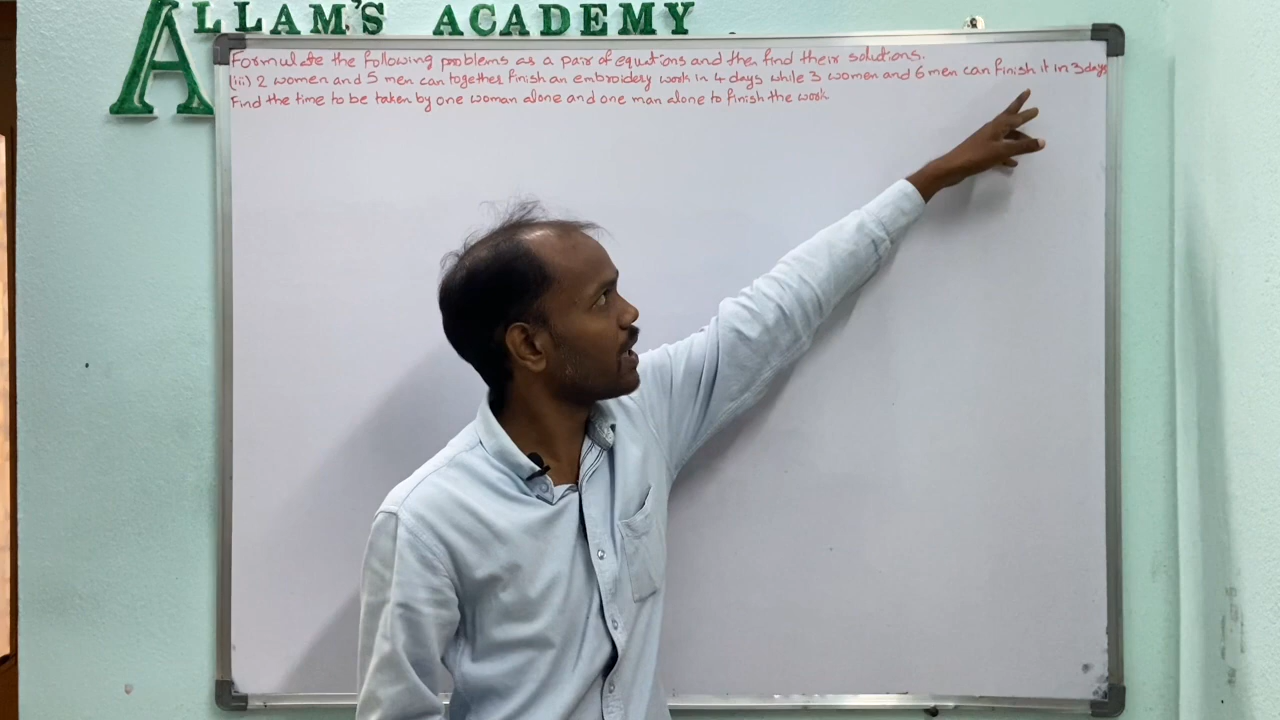 ALLAM'S ACADEMY
Formulate the following problems as a pair of equations and then find their solutions.
(iii) 2 women and 5 men can together finish an embroidery work in 4 days while 3 women and 6 men can finish it in 3 days
Find the time to be taken by one woman alone and one man alone to finish the work